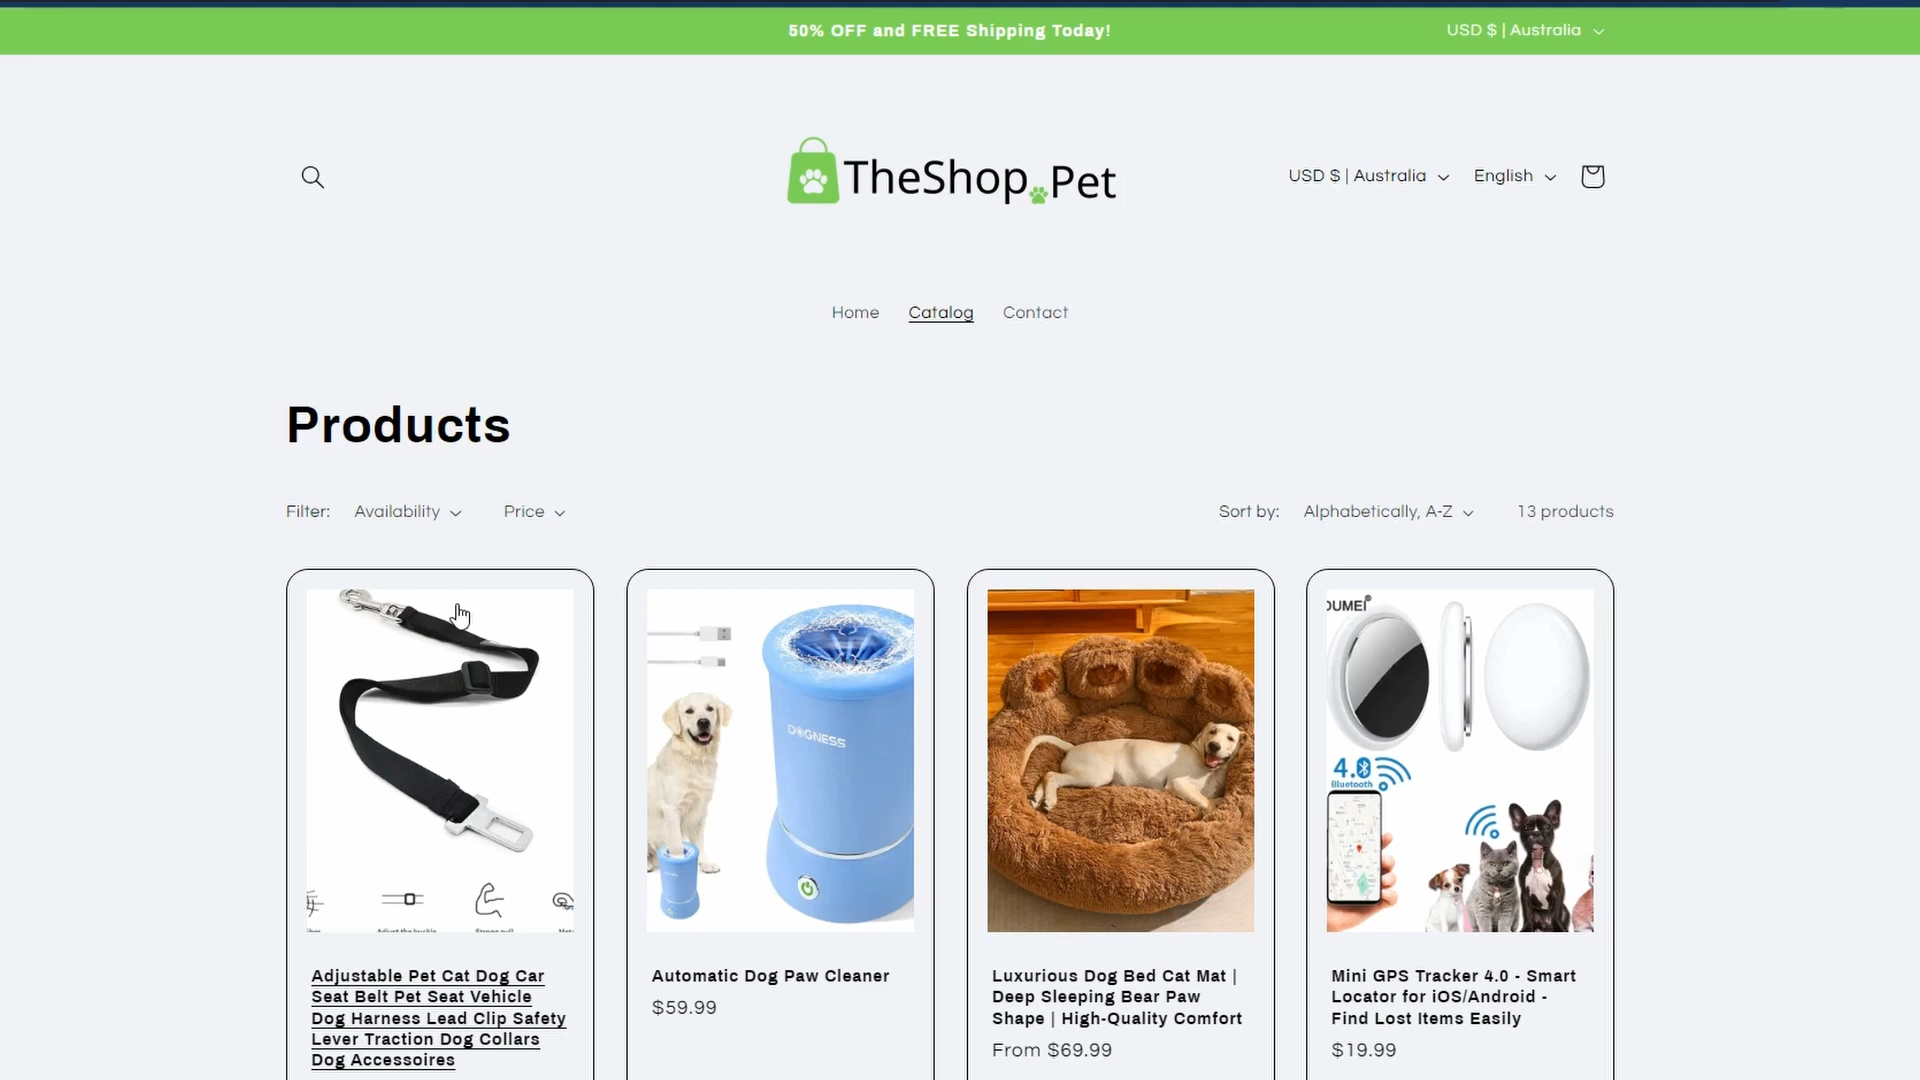 50% OFF and FREE Shipping Today!
USD $ | Australia
TheShop.Pet
USD $ | Australia
English
Home
Catalog
Contact
Products
Filter:
Availability
Price
Sort by:
Alphabetically, A-Z
13 products
DOGNESS
OUMEI®
4.0
Bluetooth
Adjustable Pet Cat Dog Car
Seat Belt Pet Seat Vehicle
Dog Harness Lead Clip Safety
Lever Traction Dog Collars
Dog Accessoires
Automatic Dog Paw Cleaner
$59.99
Luxurious Dog Bed Cat Mat |
Deep Sleeping Bear Paw
Shape | High-Quality Comfort
From $69.99
Mini GPS Tracker 4.0 - Smart
Locator for iOS/Android -
Find Lost Items Easily
$19.99